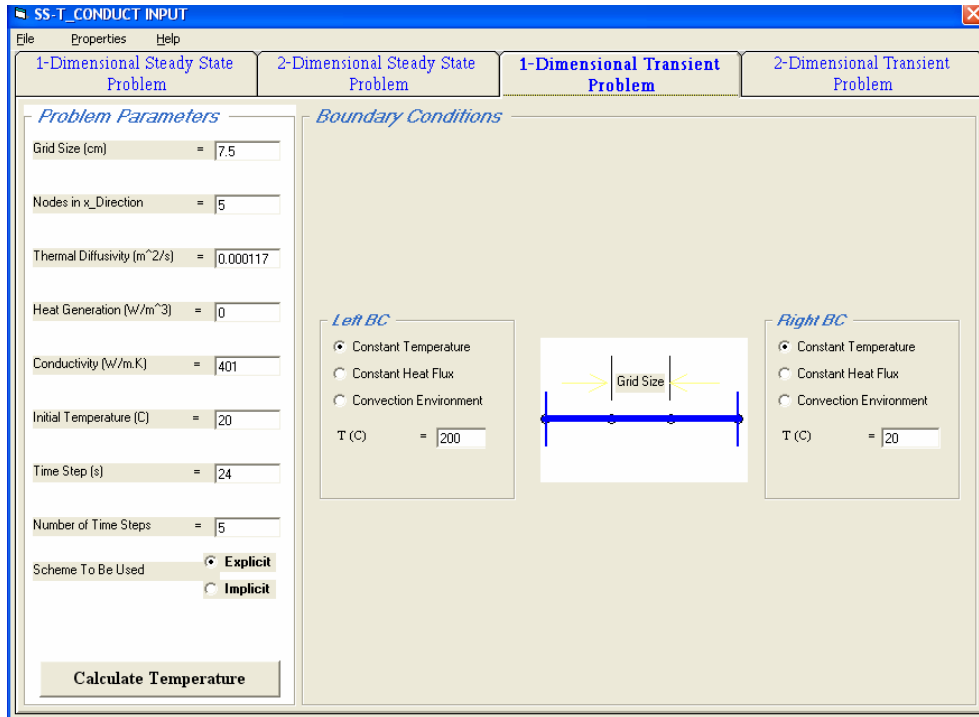 SS-T_CONDUCT INPUT
File Properties Help
1-Dimensional Steady State
Problem
2-Dimensional Steady State
Problem
1-Dimensional Transient
Problem
2-Dimensional Transient
Problem
Problem Parameters
Grid Size (cm) = 7.5
Nodes in x_Direction = 5
Thermal Diffusivity (m^2/s) = 0.000117
Heat Generation (W/m^3) = 0
Conductivity (W/m.K) = 401
Initial Temperature (C) = 20
Time Step (s) = 24
Number of Time Steps = 5
Scheme To Be Used
Explicit
Implicit
Calculate Temperature
Boundary Conditions
Left BC
Constant Temperature
Constant Heat Flux
Convection Environment
T (C) = 200
Grid Size
Right BC
Constant Temperature
Constant Heat Flux
Convection Environment
T (C) = 20